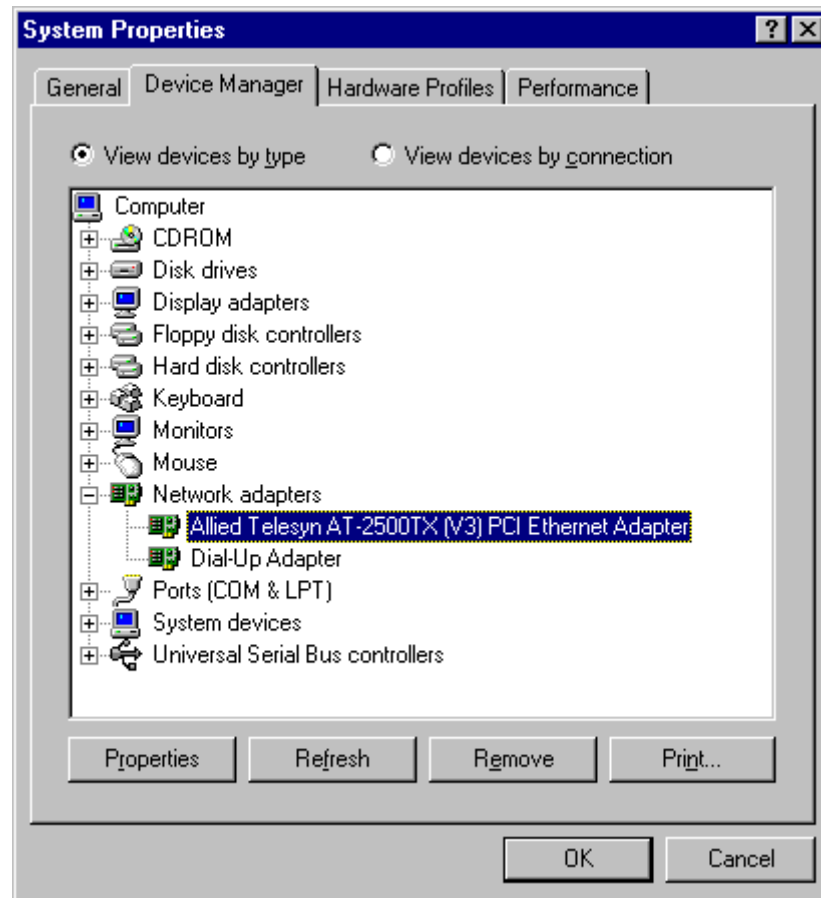 System Properties
General Device Manager Hardware Profiles Performance
View devices by type View devices by connection
Computer
CDROM
Disk drives
Display adapters
Floppy disk controllers
Hard disk controllers
Keyboard
Monitors
Mouse
Network adapters
Allied Telesyn AT-2500TX (V3) PCI Ethernet Adapter
Dial-Up Adapter
Ports (COM & LPT)
System devices
Universal Serial Bus controllers
Properties Refresh Remove Print...
OK Cancel